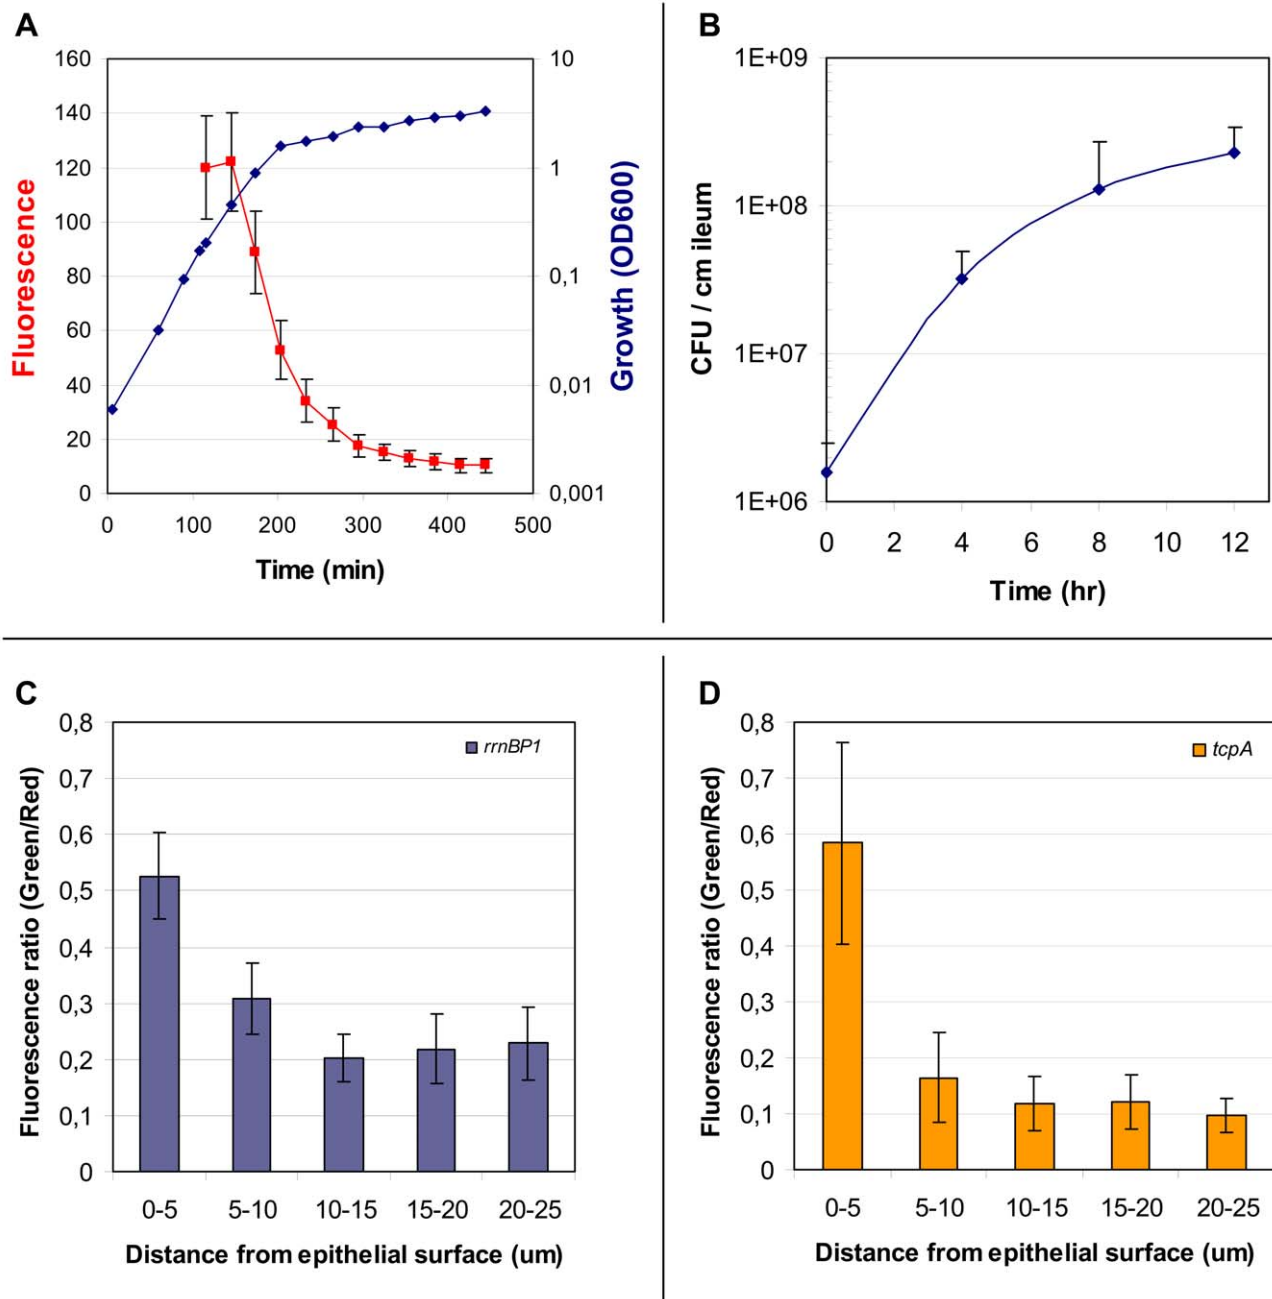 A
160
140
120
100
80
60
40
20
0
Fluorescence
10
1
0,1
0,01
0,001
Growth (OD600)
0 100 200 300 400 500
Time (min)
B
1E+09
1E+08
1E+07
1E+06
CFU / cm ileum
0 2 4 6 8 10 12
Time (hr)
C
0,8
0,7
0,6
0,5
0,4
0,3
0,2
0,1
0
Fluorescence ratio (Green/Red)
rrnBP1
0-5 5-10 10-15 15-20 20-25
Distance from epithelial surface (um)
D
0,8
0,7
0,6
0,5
0,4
0,3
0,2
0,1
0
Fluorescence ratio (Green/Red)
tcpA
0-5 5-10 10-15 15-20 20-25
Distance from epithelial surface (um)